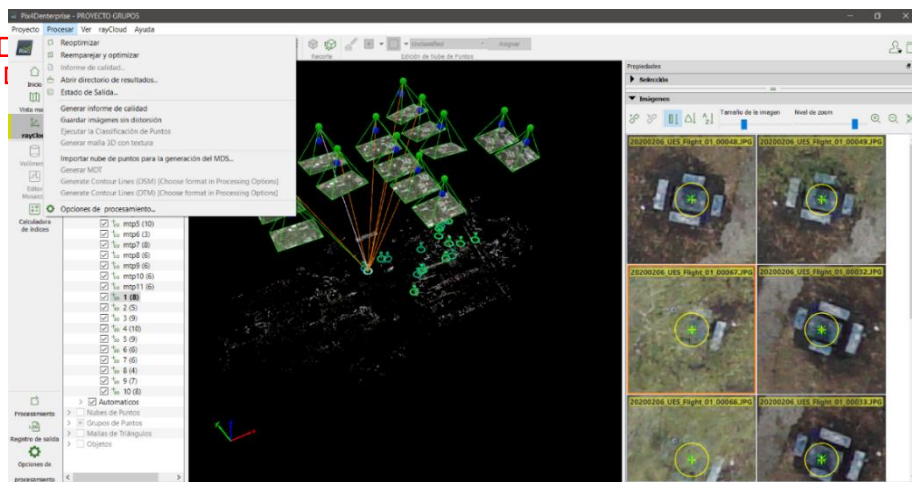 Pix4Denterprise - PROYECTO GRUPOS
Proyecto Procesar Ver rayCloud Ayuda
Reoptimizar
Reemparejar y optimizar
Informe de calidad...
Abrir directorio de resultados...
Estado de Salida...
Generar informe de calidad
Guardar imágenes sin distorsión
Ejecutar la Clasificación de Puntos
Generar malla 3D con textura
Importar nube de puntos para la generación del MDS...
Generar MDT
Generate Contour Lines (DSM) [Choose format in Processing Options]
Generate Contour Lines (DTM) [Choose format in Processing Options]
Opciones de procesamiento...
Inicio
Vista ma
rayCloud
Volúmen
Editor
Mosaic
Calculadora
de índices
Procesamiento
Registro de salida
Opciones de
procesamiento
mtp5 (10)
mtp6 (3)
mtp7 (8)
mtp8 (6)
mtp9 (6)
mtp10 (6)
mtp11 (6)
1 (8)
2 (5)
3 (9)
4 (10)
5 (9)
6 (6)
7 (6)
8 (4)
9 (7)
10 (8)
Automaticos
Nubes de Puntos
Grupos de Puntos
Mallas de Triángulos
Objetos
Recorte
Unclassified
Asignar
Edición de Nube de Puntos
Propiedades
Selección
Imágenes
Tamaño de la imagen Nivel de zoom
20200206_UES_Flight_01_00048.JPG 20200206_UES_Flight_01_00049.JPG
20200206_UES_Flight_01_00067.JPG 20200206_UES_Flight_01_00032.JPG
20200206_UES_Flight_01_00066.JPG 20200206_UES_Flight_01_00033.JPG